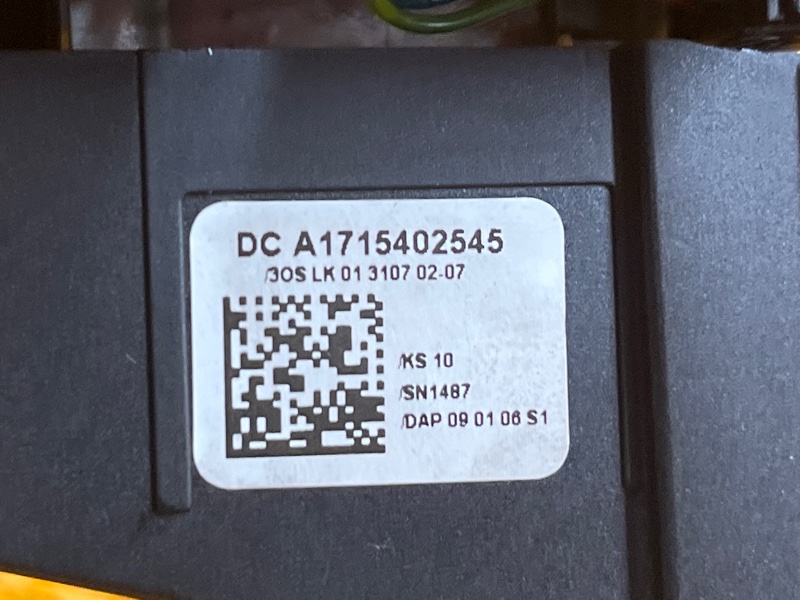 DC A1715402545
/3OS LK 01 3107 02-07
/KS 10
/SN1487
/DAP 09 01 06 S1